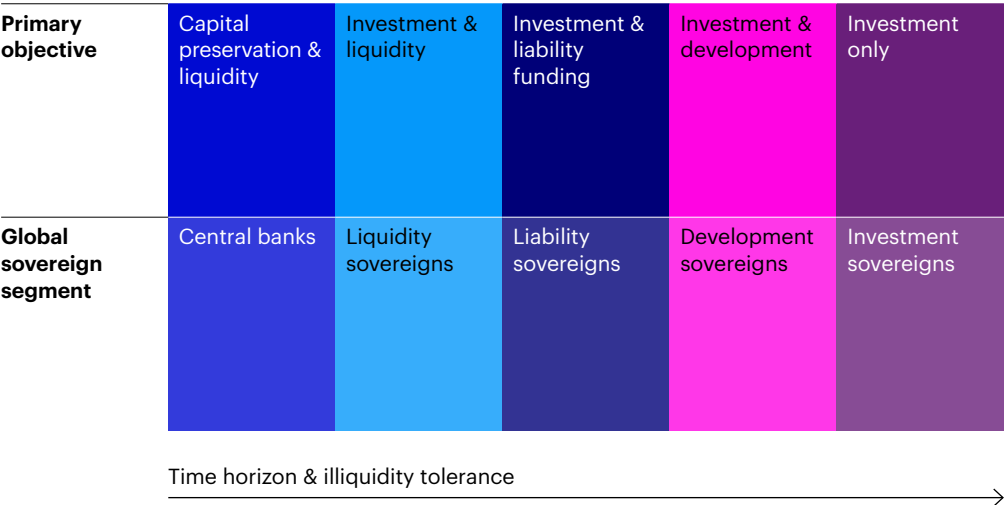 Primary
objective
Capital
preservation &
liquidity
Investment &
liquidity
Investment &
liability
funding
Investment &
development
Investment
only
Global
sovereign
segment
Central banks
Liquidity
sovereigns
Liability
sovereigns
Development
sovereigns
Investment
sovereigns
Time horizon & illiquidity tolerance